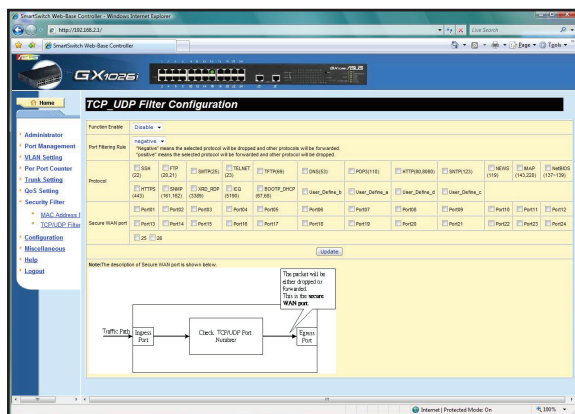 SmartSwitch Web-Base Controller - Windows Internet Explorer
http://192.168.2.1/
Live Search
SmartSwitch Web-Base Controller
Page
Tools
GX1026i
Home
TCP_UDP Filter Configuration
Administrator
Port Management
VLAN Setting
Per Port Counter
Trunk Setting
QoS Setting
Security Filter
MAC Address
TCP/UDP Filter
Configuration
Miscellaneous
Help
Logout
Function Enable Disable
Port Filtering Rule negative
"Negative" means the selected protocol will be dropped and other protocols will be forwarded.
"positive" means the selected protocol will be forwarded and other protocol will be dropped.
Protocol
SSH (22) FTP (20,21) SMTP(25) TELNET (23) TFTP(69) DNS(53) POP3(110) HTTP(80,8080) SNTP(123) NEWS (119) IMAP (143,220) NetBIOS (137~139)
HTTPS (443) SNMP (161,162) XRD_RDP (3389) ICQ (5190) BOOTP_DHCP (67,68) User_Define_b User_Define_a User_Define_d User_Define_c
Secure WAN port
Port01 Port02 Port03 Port04 Port05 Port06 Port07 Port08 Port09 Port10 Port11 Port12
Port13 Port14 Port15 Port16 Port17 Port18 Port19 Port20 Port21 Port22 Port23 Port24
25 26
Update
Note:The description of Secure WAN port is shown below.
The packet will be
either dropped or
forwarded.
This is the secure
WAN port.
Traffic Path
Ingress
Port
Check TCP/UDP Port
Number
Egress
Port
Internet | Protected Mode: On
100%